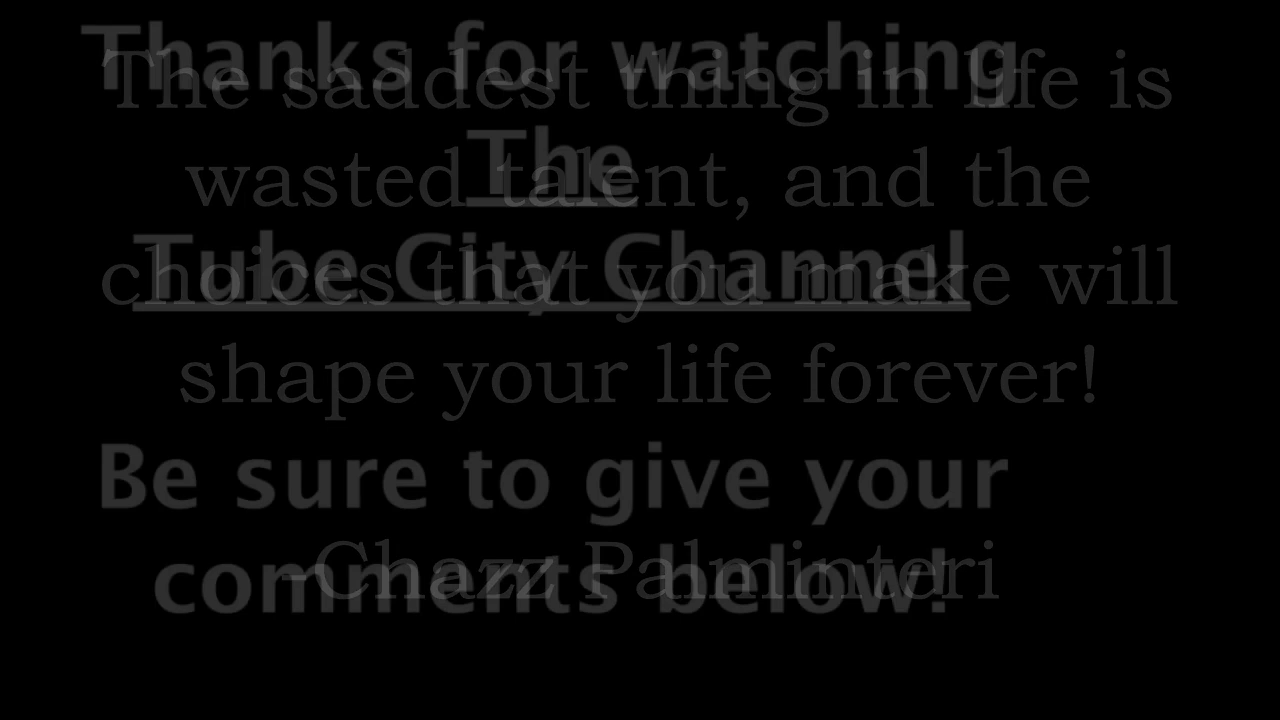 Thanks for watching
The
Tube City Channel
Be sure to give your
comments below!
The saddest thing in life is
wasted talent, and the
choices that you make will
shape your life forever!
-Chazz Palminteri